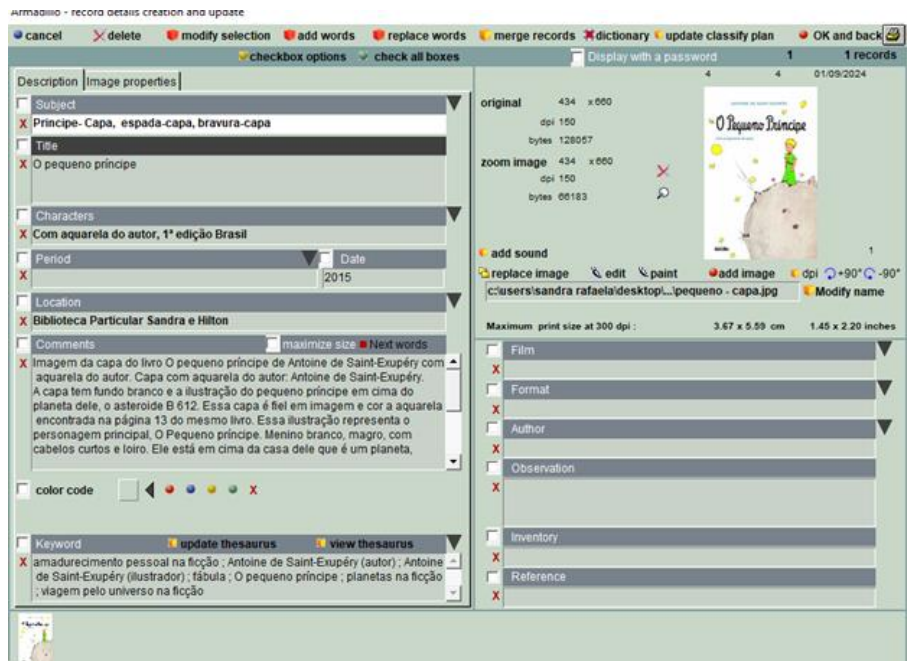 Armadillo - record details creation and update
cancel delete modify selection add words replace words merge records dictionary update classify plan OK and back
checkbox options check all boxes Display with a password 1 1 records
Description Image properties
4 4 01/09/2024
Subject
Principe- Capa, espada-capa, bravura-capa
Title
O pequeno príncipe
Characters
Com aquarela do autor, 1ª edição Brasil
Period Date
2015
Location
Biblioteca Particular Sandra e Hilton
Comments maximize size Next words
Imagem da capa do livro O pequeno príncipe de Antoine de Saint-Exupéry com
aquarela do autor. Capa com aquarela do autor: Antoine de Saint-Exupéry.
A capa tem fundo branco e a ilustração do pequeno príncipe em cima do
planeta dele, o asteroide B 612. Essa capa é fiel em imagem e cor a aquarela
encontrada na página 13 do mesmo livro. Essa ilustração representa o
personagem principal, O Pequeno príncipe. Menino branco, magro, com
cabelos curtos e loiro. Ele está em cima da casa dele que é um planeta,
color code X
Keyword update thesaurus view thesaurus
amadurecimento pessoal na ficção ; Antoine de Saint-Exupéry (autor) ; Antoine
de Saint-Exupéry (ilustrador) ; fábula ; O pequeno príncipe ; planetas na ficção
; viagem pelo universo na ficção
original 434 x 660
dpi 150
bytes 128057
zoom image 434 x 660
dpi 150
bytes 66183
O Pequeno Príncipe
1
add sound
replace image edit paint add image dpi +90° -90°
c:\users\sandra rafaela\desktop\...\pequeno - capa.jpg Modify name
Maximum print size at 300 dpi : 3.67 x 5.59 cm 1.45 x 2.20 inches
Film
Format
Author
Observation
Inventory
Reference